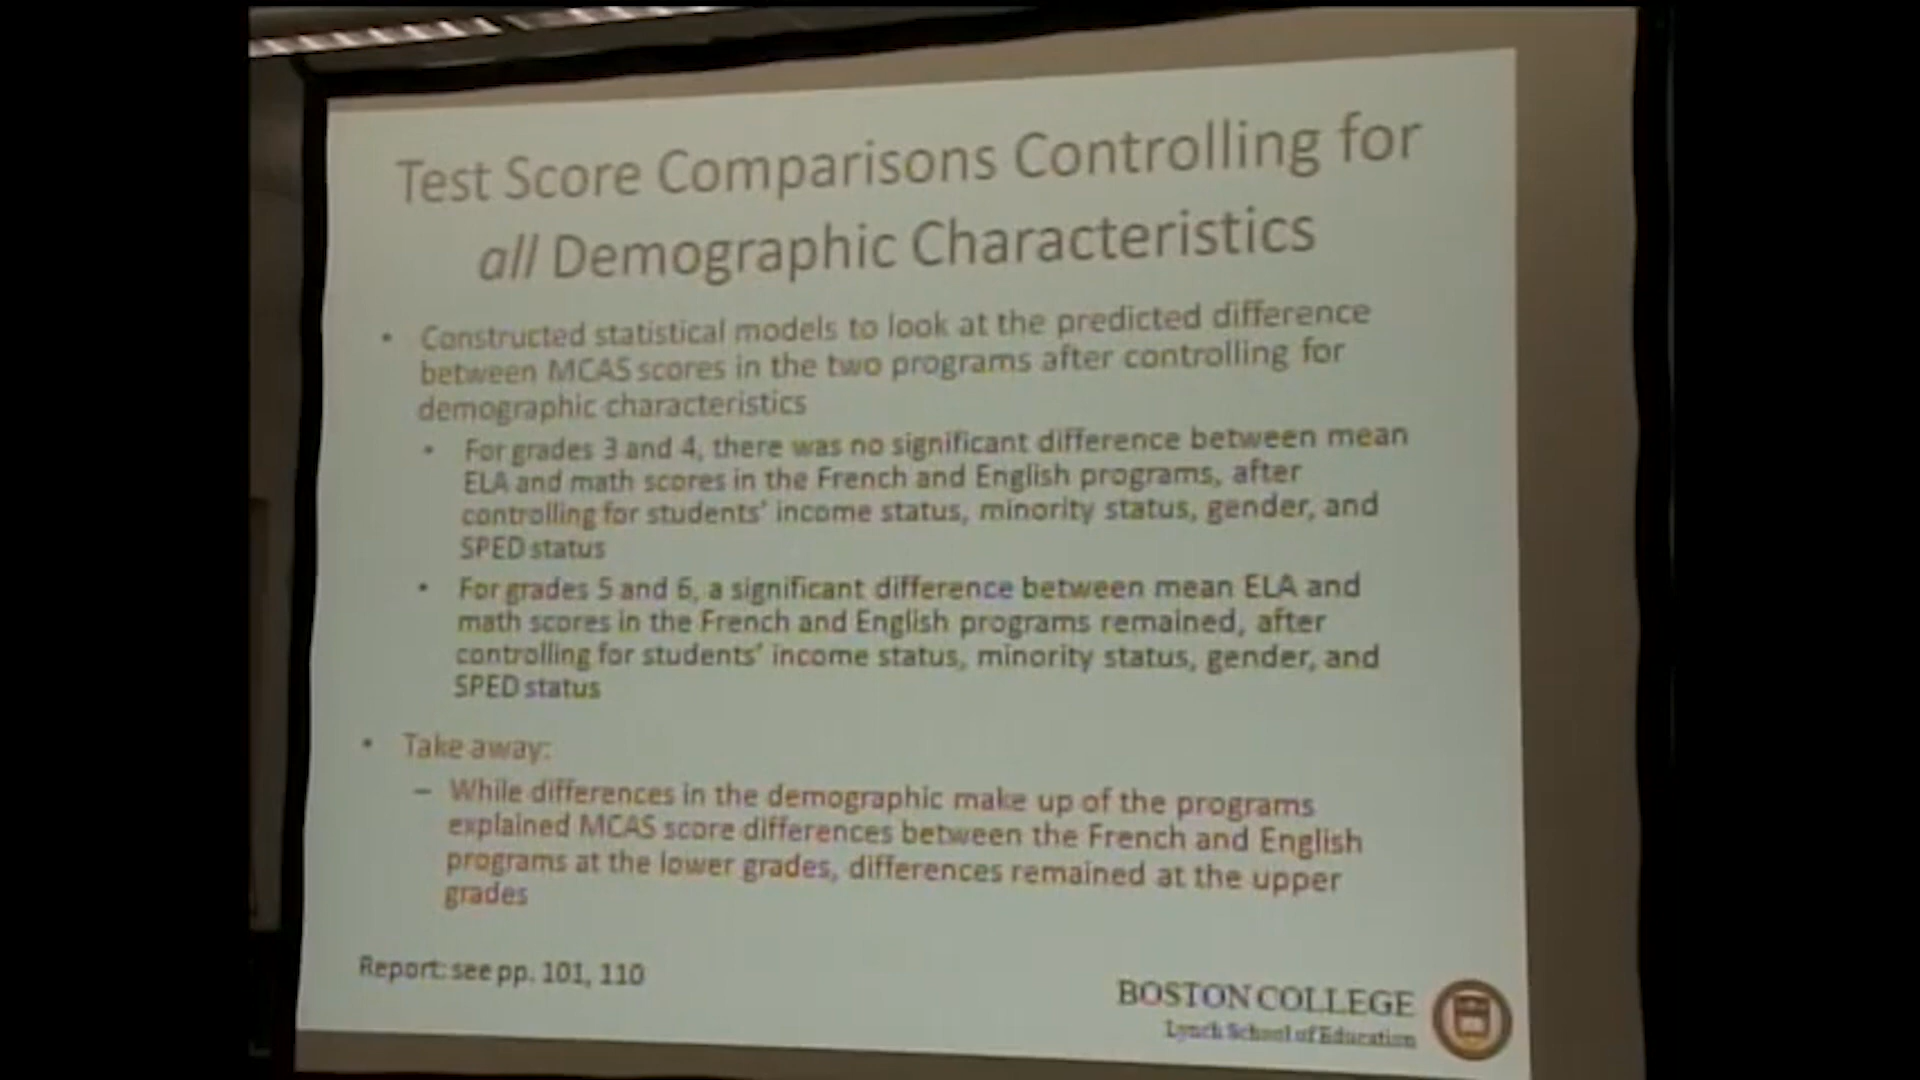 Test Score Comparisons Controlling for
all Demographic Characteristics
• Constructed statistical models to look at the predicted difference
between MCAS scores in the two programs after controlling for
demographic characteristics
• For grades 3 and 4, there was no significant difference between mean
ELA and math scores in the French and English programs, after
controlling for students' income status, minority status, gender, and
SPED status
• For grades 5 and 6, a significant difference between mean ELA and
math scores in the French and English programs remained, after
controlling for students' income status, minority status, gender, and
SPED status
• Take away:
– While differences in the demographic make up of the programs
explained MCAS score differences between the French and English
programs at the lower grades, differences remained at the upper
grades
Report: see pp. 101, 110
BOSTON COLLEGE
Lynch School of Education